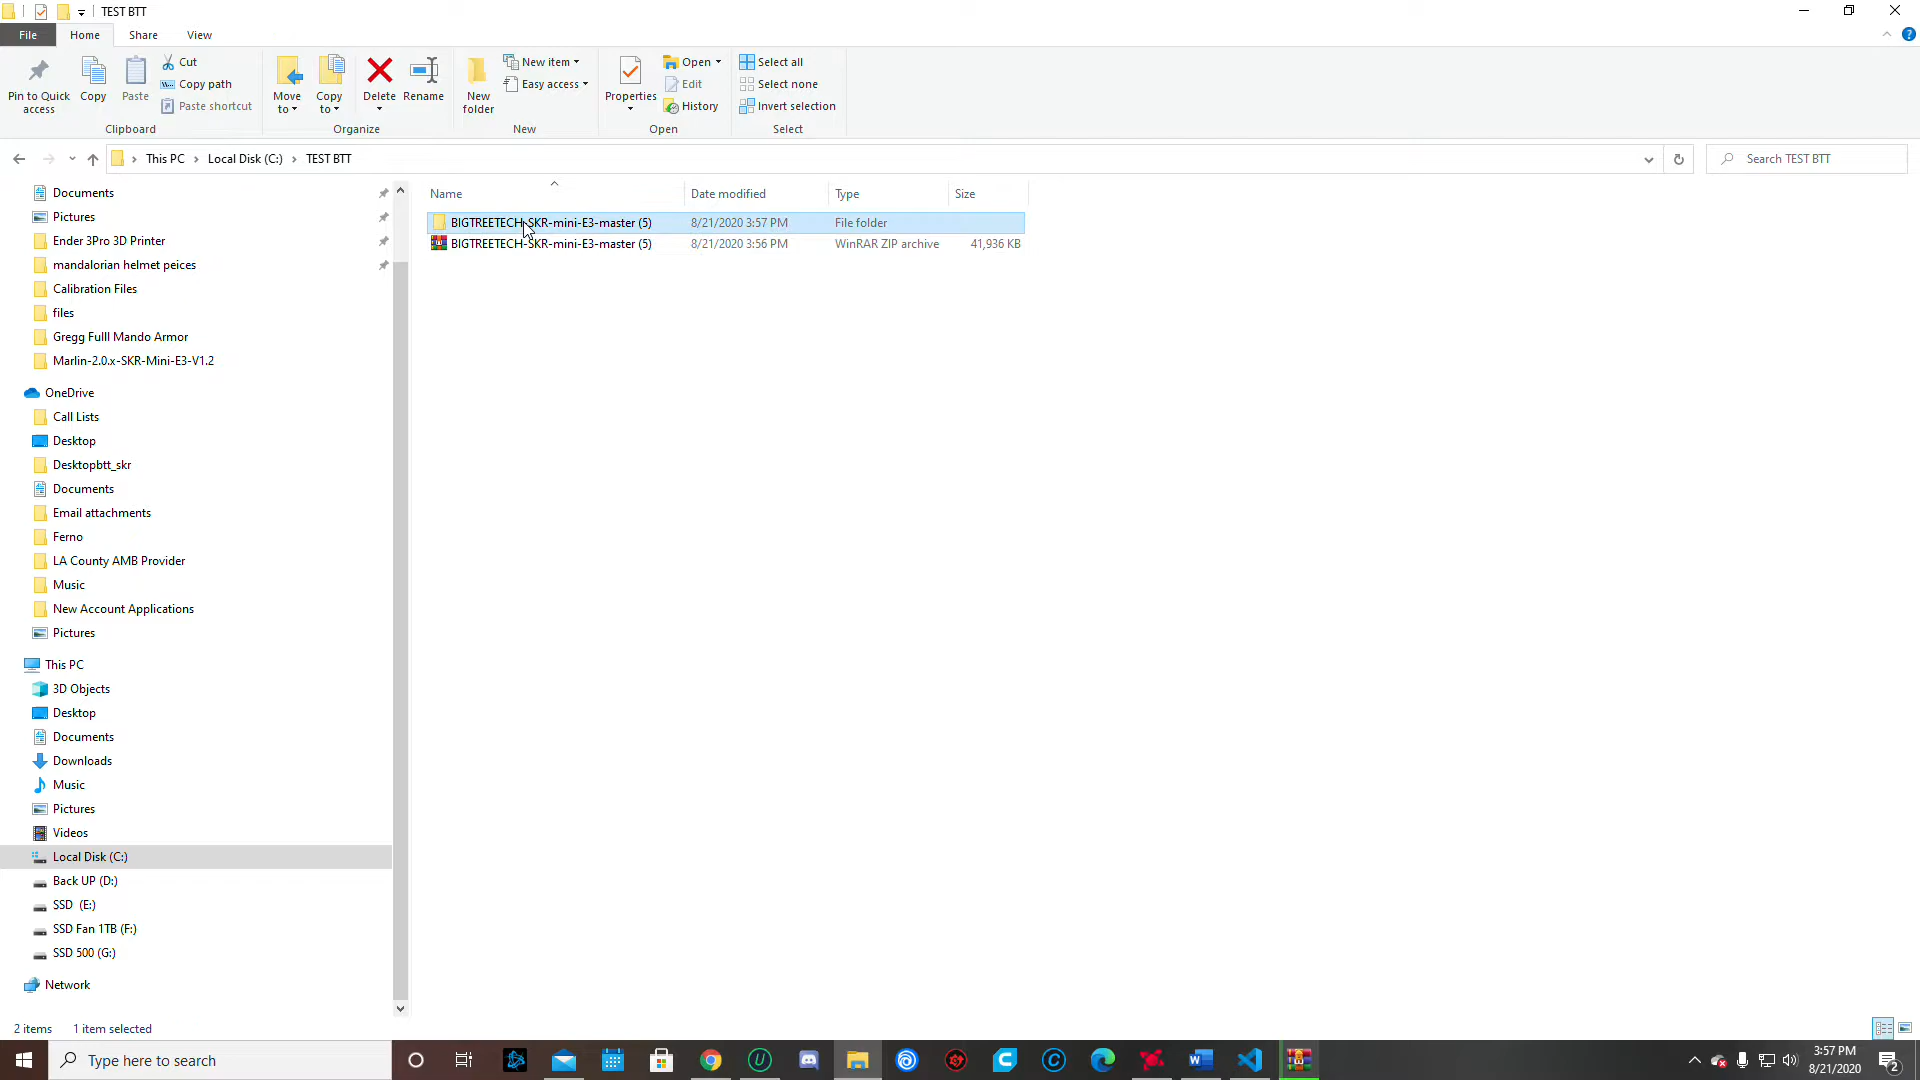 TEST BTT
File
Home
Share
View
Pin to Quick access
Copy
Paste
Cut
Copy path
Paste shortcut
Clipboard
Move to
Copy to
Delete
Rename
Organize
New folder
New item
Easy access
New
Properties
Open
Edit
History
Open
Select all
Select none
Invert selection
Select
This PC > Local Disk (C:) > TEST BTT
Search TEST BTT
Name Date modified Type Size
BIGTREETECH-SKR-mini-E3-master (5) 8/21/2020 3:57 PM File folder
BIGTREETECH-SKR-mini-E3-master (5) 8/21/2020 3:56 PM WinRAR ZIP archive 41,936 KB
Documents
Pictures
Ender 3Pro 3D Printer
mandalorian helmet peices
Calibration Files
files
Gregg Fulll Mando Armor
Marlin-2.0.x-SKR-Mini-E3-V1.2
OneDrive
Call Lists
Desktop
Desktopbtt_skr
Documents
Email attachments
Ferno
LA County AMB Provider
Music
New Account Applications
Pictures
This PC
3D Objects
Desktop
Documents
Downloads
Music
Pictures
Videos
Local Disk (C:)
Back UP (D:)
SSD (E:)
SSD Fan 1TB (F:)
SSD 500 (G:)
Network
2 items 1 item selected
Type here to search
3:57 PM
8/21/2020
2